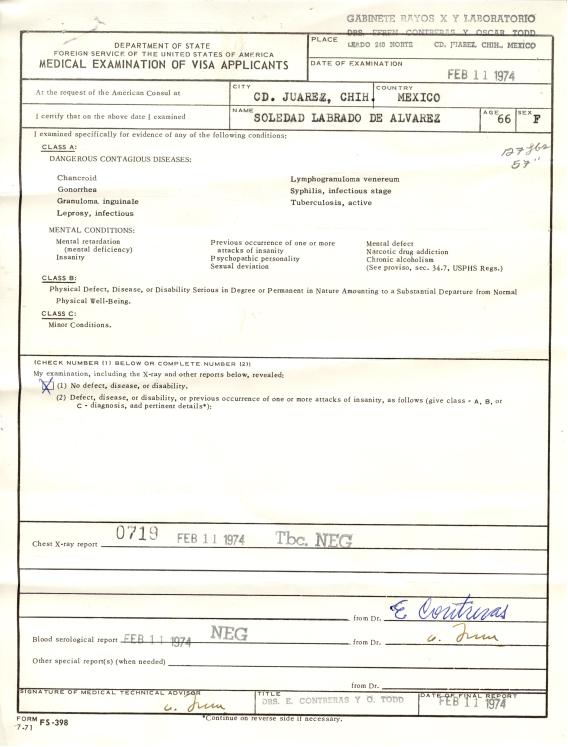 GABINETE RAYOS X Y LABORATORIO
DRS. EFREN CONTRERAS Y OSCAR TODD
PLACE LERDO 248 NORTE CD. JUAREZ, CHIH., MEXICO
DEPARTMENT OF STATE
FOREIGN SERVICE OF THE UNITED STATES OF AMERICA
MEDICAL EXAMINATION OF VISA APPLICANTS
DATE OF EXAMINATION
FEB 11 1974
At the request of the American Consul at
CITY
CD. JUAREZ, CHIH.
COUNTRY
MEXICO
I certify that on the above date I examined
NAME
SOLEDAD LABRADO DE ALVAREZ
AGE 66
SEX F
I examined specifically for evidence of any of the following conditions:
127 lbs
57"
CLASS A:
DANGEROUS CONTAGIOUS DISEASES:
Chancroid
Gonorrhea
Granuloma inguinale
Leprosy, infectious
Lymphogranuloma venereum
Syphilis, infectious stage
Tuberculosis, active
MENTAL CONDITIONS:
Mental retardation
(mental deficiency)
Insanity
Previous occurrence of one or more
attacks of insanity
Psychopathic personality
Sexual deviation
Mental defect
Narcotic drug addiction
Chronic alcoholism
(See proviso, sec. 34.7, USPHS Regs.)
CLASS B:
Physical Defect, Disease, or Disability Serious in Degree or Permanent in Nature Amounting to a Substantial Departure from Normal
Physical Well-Being.
CLASS C:
Minor Conditions.
(CHECK NUMBER (1) BELOW OR COMPLETE NUMBER (2))
My examination, including the X-ray and other reports below, revealed:
X (1) No defect, disease, or disability.
(2) Defect, disease, or disability, or previous occurrence of one or more attacks of insanity, as follows (give class - A, B, or
C - diagnosis, and pertinent details*):
Chest X-ray report 0719 FEB 11 1974 Tbc. NEG
from Dr. E Contreras
Blood serological report FEB 11 1974 NEG from Dr.
Other special report(s) (when needed)
from Dr.
SIGNATURE OF MEDICAL TECHNICAL ADVISOR
TITLE
DRS. E. CONTRERAS Y O. TODD
DATE OF FINAL REPORT
FEB 11 1974
FORM FS-398
7-71
*Continue on reverse side if necessary.